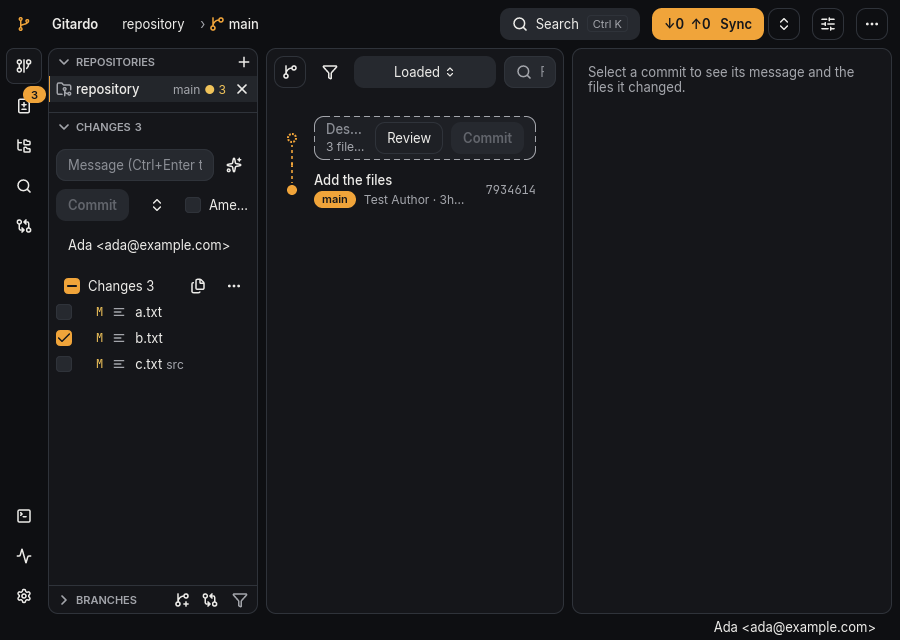 Gitardo repository › main Search Ctrl K ↓0 ↑0 Sync
REPOSITORIES
repository main 3
3
CHANGES 3
Message (Ctrl+Enter t
Commit Ame...
Ada <ada@example.com>
Changes 3
M a.txt
M b.txt
M c.txt src
BRANCHES
Loaded F
Des...
3 file...
Review Commit
Add the files
main Test Author · 3h...
7934614
Select a commit to see its message and the
files it changed.
Ada <ada@example.com>